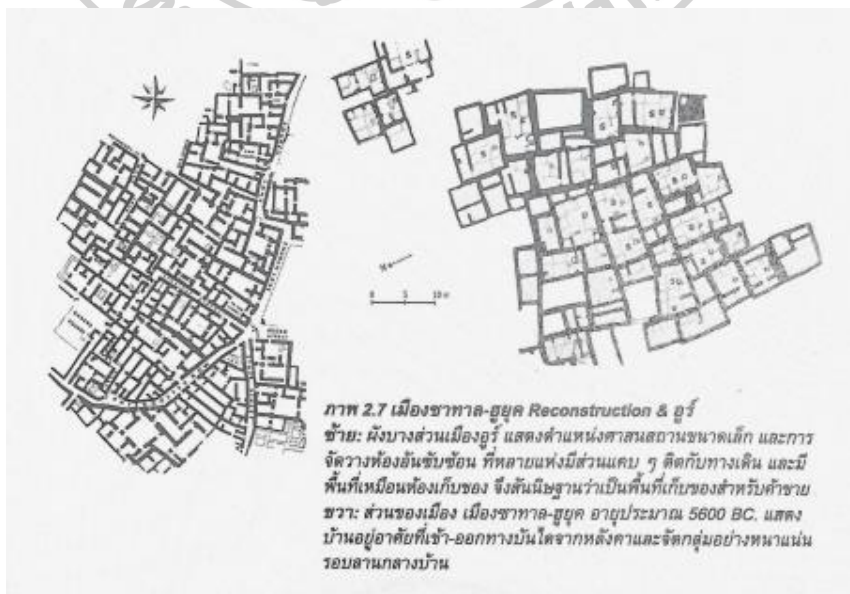 0 5 10 m
ภาพ 2.7 เมืองชาทาล-ฮูยุค Reconstruction & อูร์
ซ้าย: ผังบางส่วนเมืองอูร์ แสดงตำแหน่งศาสนสถานขนาดเล็ก และการ
จัดวางห้องอันซับซ้อน ที่หลายแห่งมีส่วนแคบ ๆ ติดกับทางเดิน และมี
พื้นที่เหมือนห้องเก็บของ จึงสันนิษฐานว่าเป็นพื้นที่เก็บของสำหรับค้าขาย
ขวา: ส่วนของเมือง เมืองชาทาล-ฮูยุค อายุประมาณ 5600 BC. แสดง
บ้านอยู่อาศัยที่เข้า-ออกทางบันไดจากหลังคาและจัดกลุ่มอย่างหนาแน่น
รอบลานกลางบ้าน